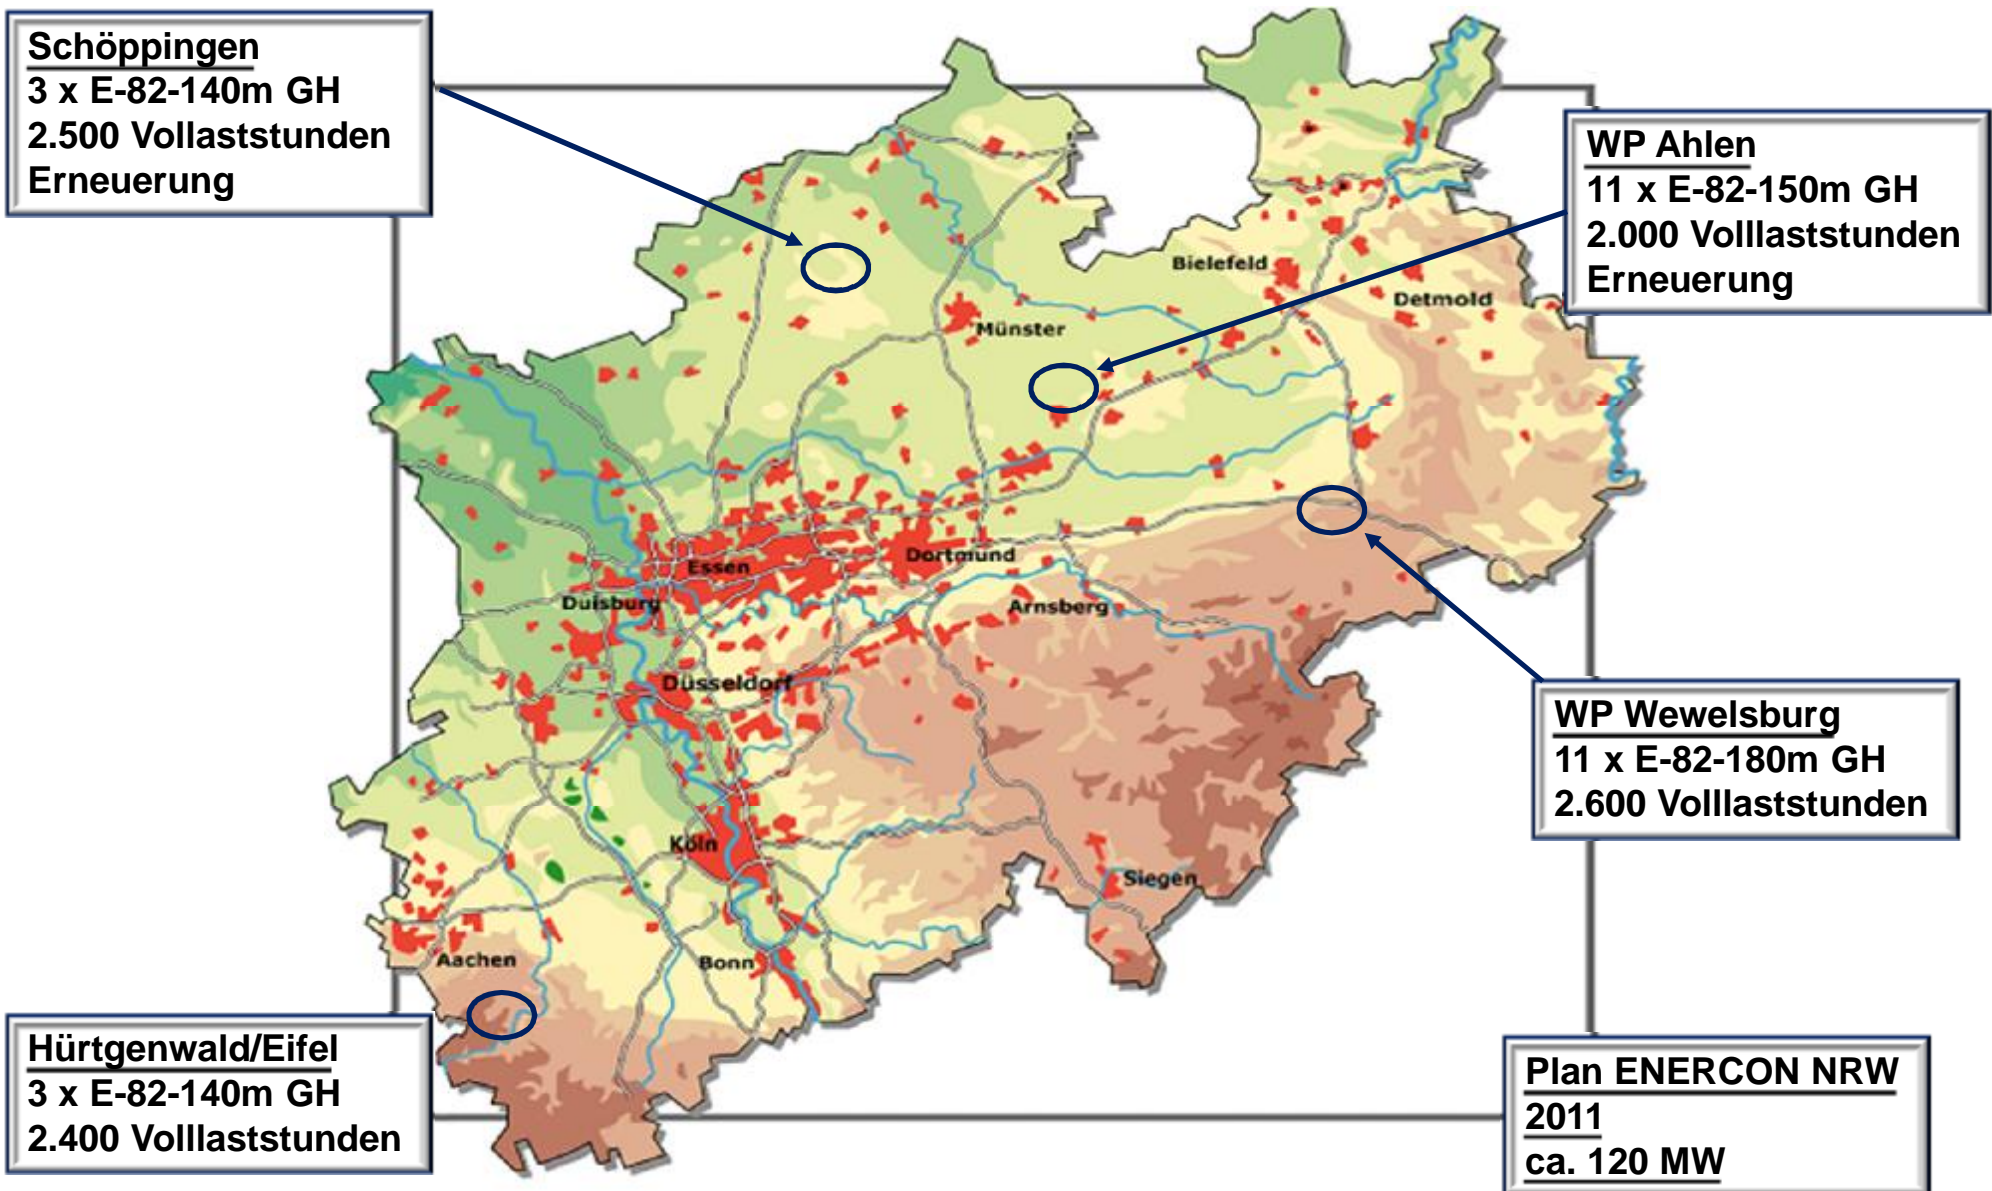 Schöppingen
3 x E-82-140m GH
2.500 Vollaststunden
Erneuerung
WP Ahlen
11 x E-82-150m GH
2.000 Volllaststunden
Erneuerung
Bielefeld
Detmold
Münster
Dortmund
Essen
Duisburg
Arnsberg
Düsseldorf
WP Wewelsburg
11 x E-82-180m GH
2.600 Volllaststunden
Köln
Siegen
Aachen
Bonn
Hürtgenwald/Eifel
3 x E-82-140m GH
2.400 Volllaststunden
Plan ENERCON NRW
2011
ca. 120 MW